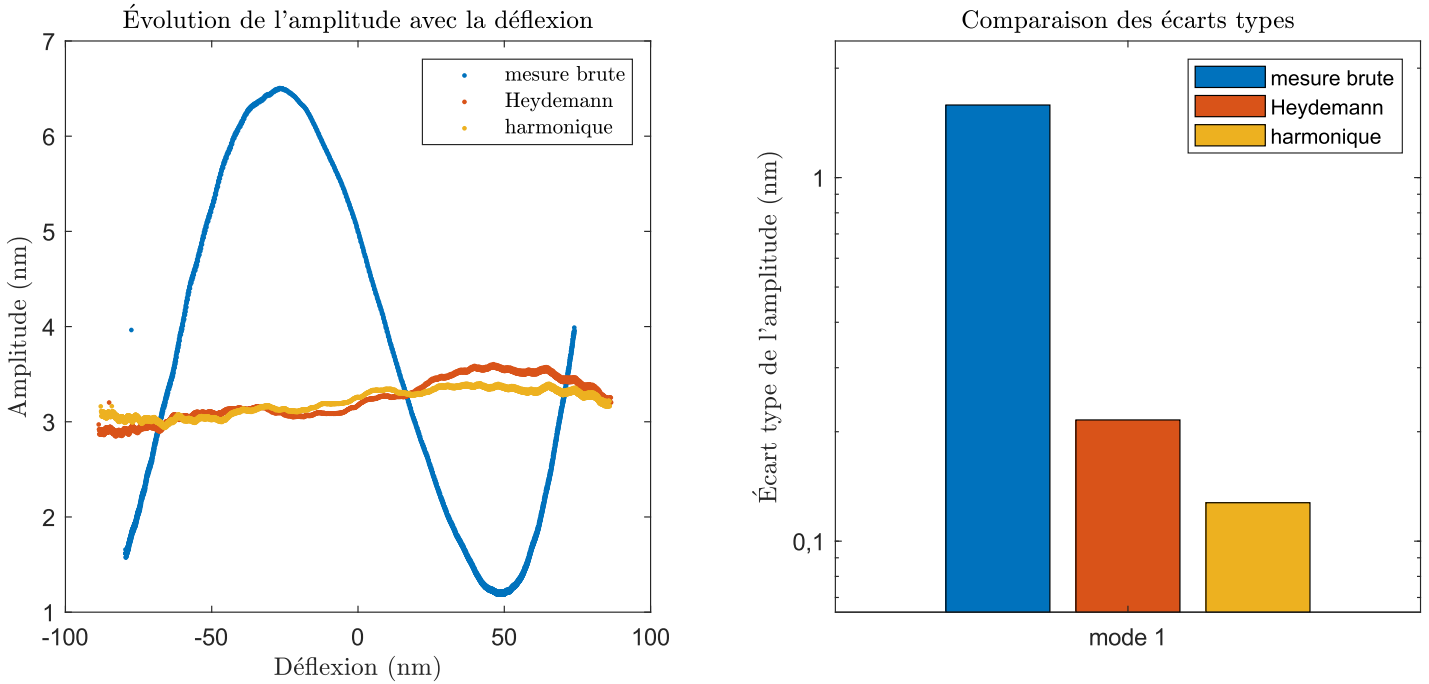 Évolution de l'amplitude avec la déflexion
7
6
5
4
3
2
1
Amplitude (nm)
mesure brute
Heydemann
harmonique
-100
-50
0
50
100
Déflexion (nm)
Comparaison des écarts types
1
0,1
Écart type de l'amplitude (nm)
mesure brute
Heydemann
harmonique
mode 1